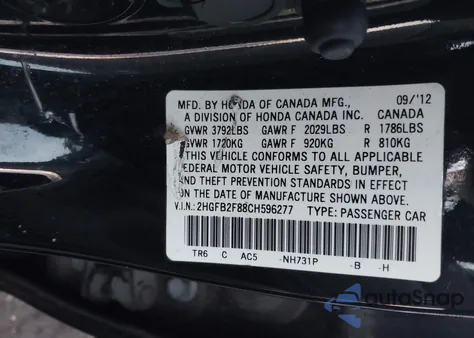 MFD. BY HONDA OF CANADA MFG., 09/'12
A DIVISION OF HONDA CANADA INC. CANADA
GVWR 3792LBS GAWR F 2029LBS R 1786LBS
GVWR 1720KG GAWR F 920KG R 810KG
THIS VEHICLE CONFORMS TO ALL APPLICABLE
FEDERAL MOTOR VEHICLE SAFETY, BUMPER,
AND THEFT PREVENTION STANDARDS IN EFFECT
ON THE DATE OF MANUFACTURE SHOWN ABOVE.
V.I.N.: 2HGFB2F88CH596277 TYPE: PASSENGER CAR
TR6 C AC5 -NH731P -B -H
AutoSnap